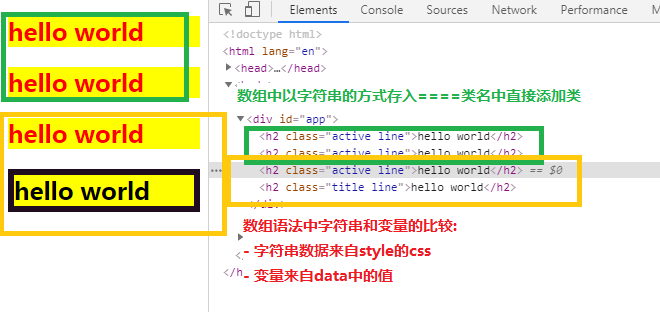 Elements Console Sources Network Performance
hello world
<!doctype html>
<html lang="en">
<head>…</head>
hello world
数组中以字符串的方式存入====类名中直接添加类
<div id="app">
hello world
<h2 class="active line">hello world</h2>
<h2 class="active line">hello world</h2>
<h2 class="active line">hello world</h2> == $0
hello world
<h2 class="title line">hello world</h2>
</div>
数组语法中字符串和变量的比较:
- 字符串数据来自style的css
</h
- 变量来自data中的值